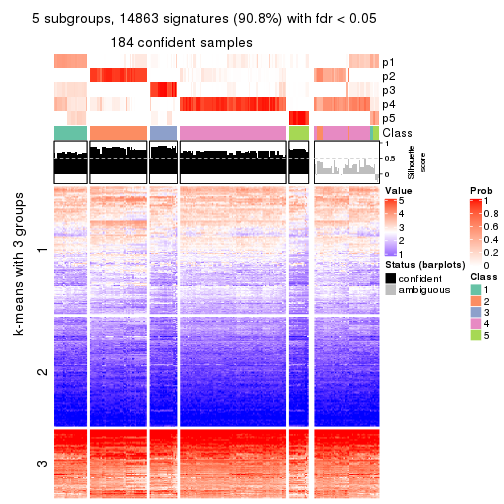 5 subgroups, 14863 signatures (90.8%) with fdr < 0.05
184 confident samples
p1
p2
p3
p4
p5
Class
1
0.5
0
Silhouette
score
k-means with 3 groups
1
2
3
Value
5
4
3
2
1
Status (barplots)
confident
ambiguous
Prob
1
0.8
0.6
0.4
0.2
0
Class
1
2
3
4
5